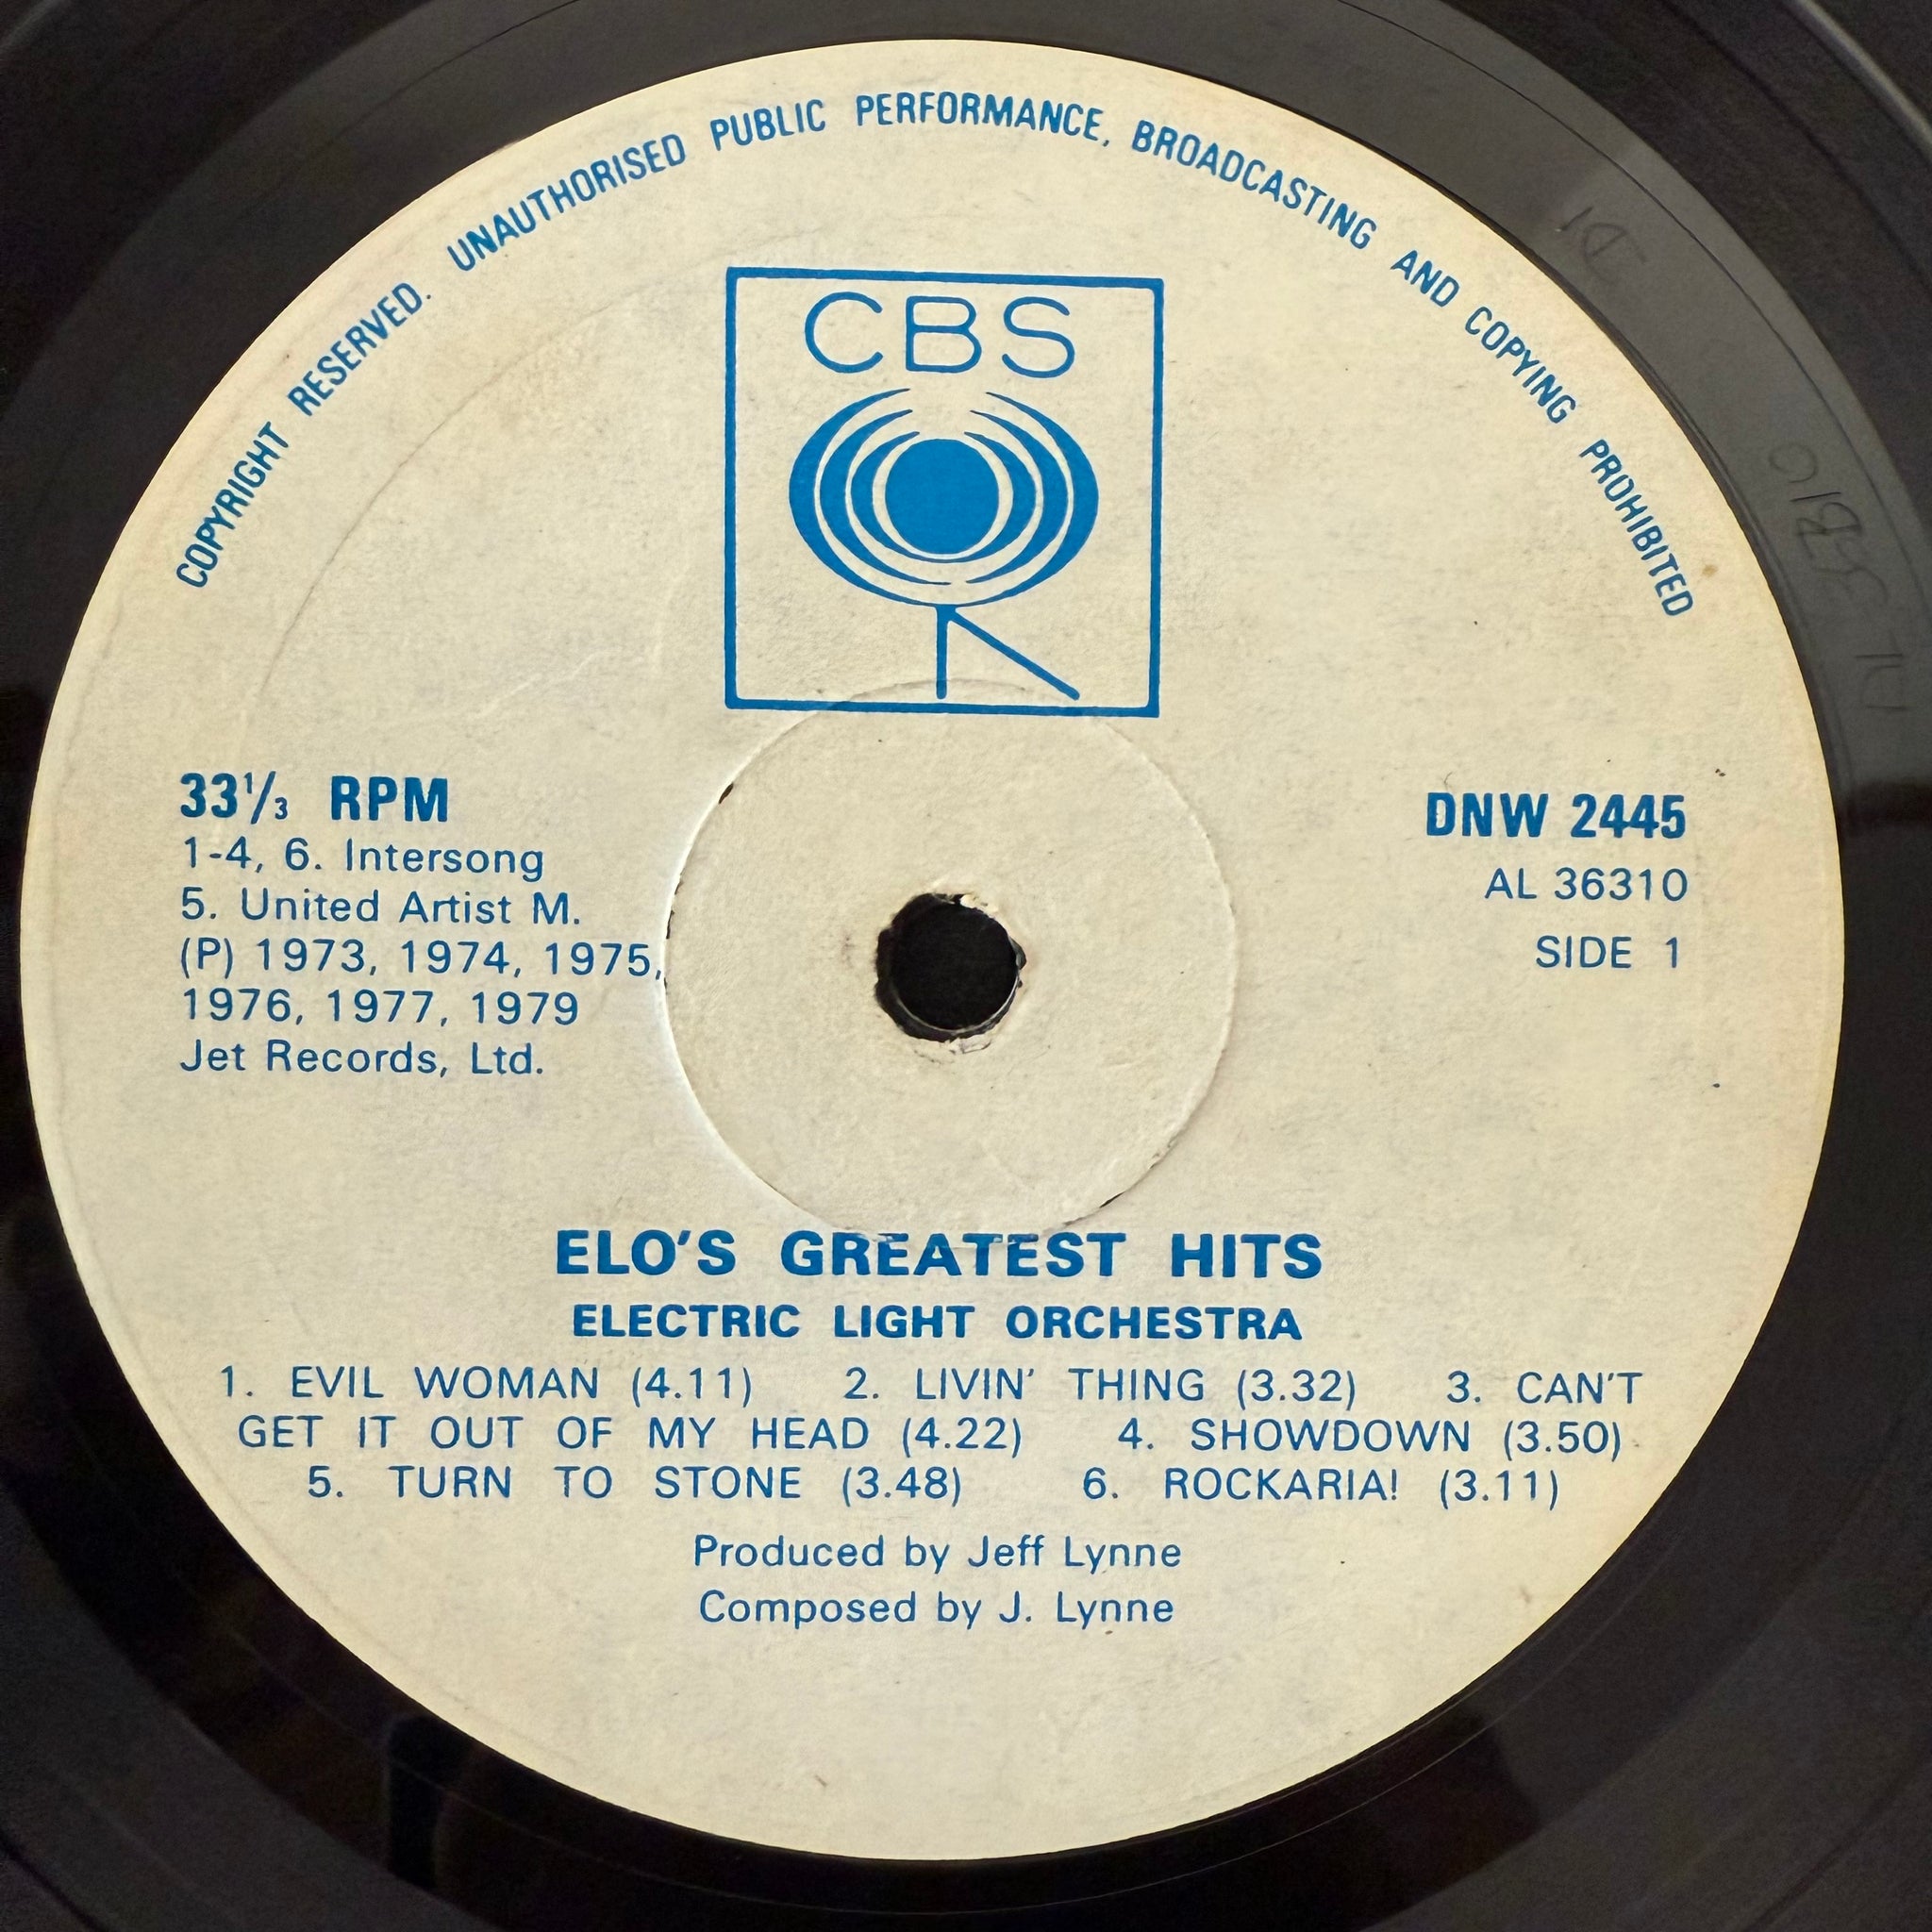 COPYRIGHT RESERVED. UNAUTHORISED PUBLIC PERFORMANCE, BROADCASTING AND COPYING PROHIBITED
CBS
33⅓ RPM
1-4, 6. Intersong
5. United Artist M.
(P) 1973, 1974, 1975,
1976, 1977, 1979
Jet Records, Ltd.
DNW 2445
AL 36310
SIDE 1
ELO'S GREATEST HITS
ELECTRIC LIGHT ORCHESTRA
1. EVIL WOMAN (4.11) 2. LIVIN' THING (3.32) 3. CAN'T
GET IT OUT OF MY HEAD (4.22) 4. SHOWDOWN (3.50)
5. TURN TO STONE (3.48) 6. ROCKARIA! (3.11)
Produced by Jeff Lynne
Composed by J. Lynne